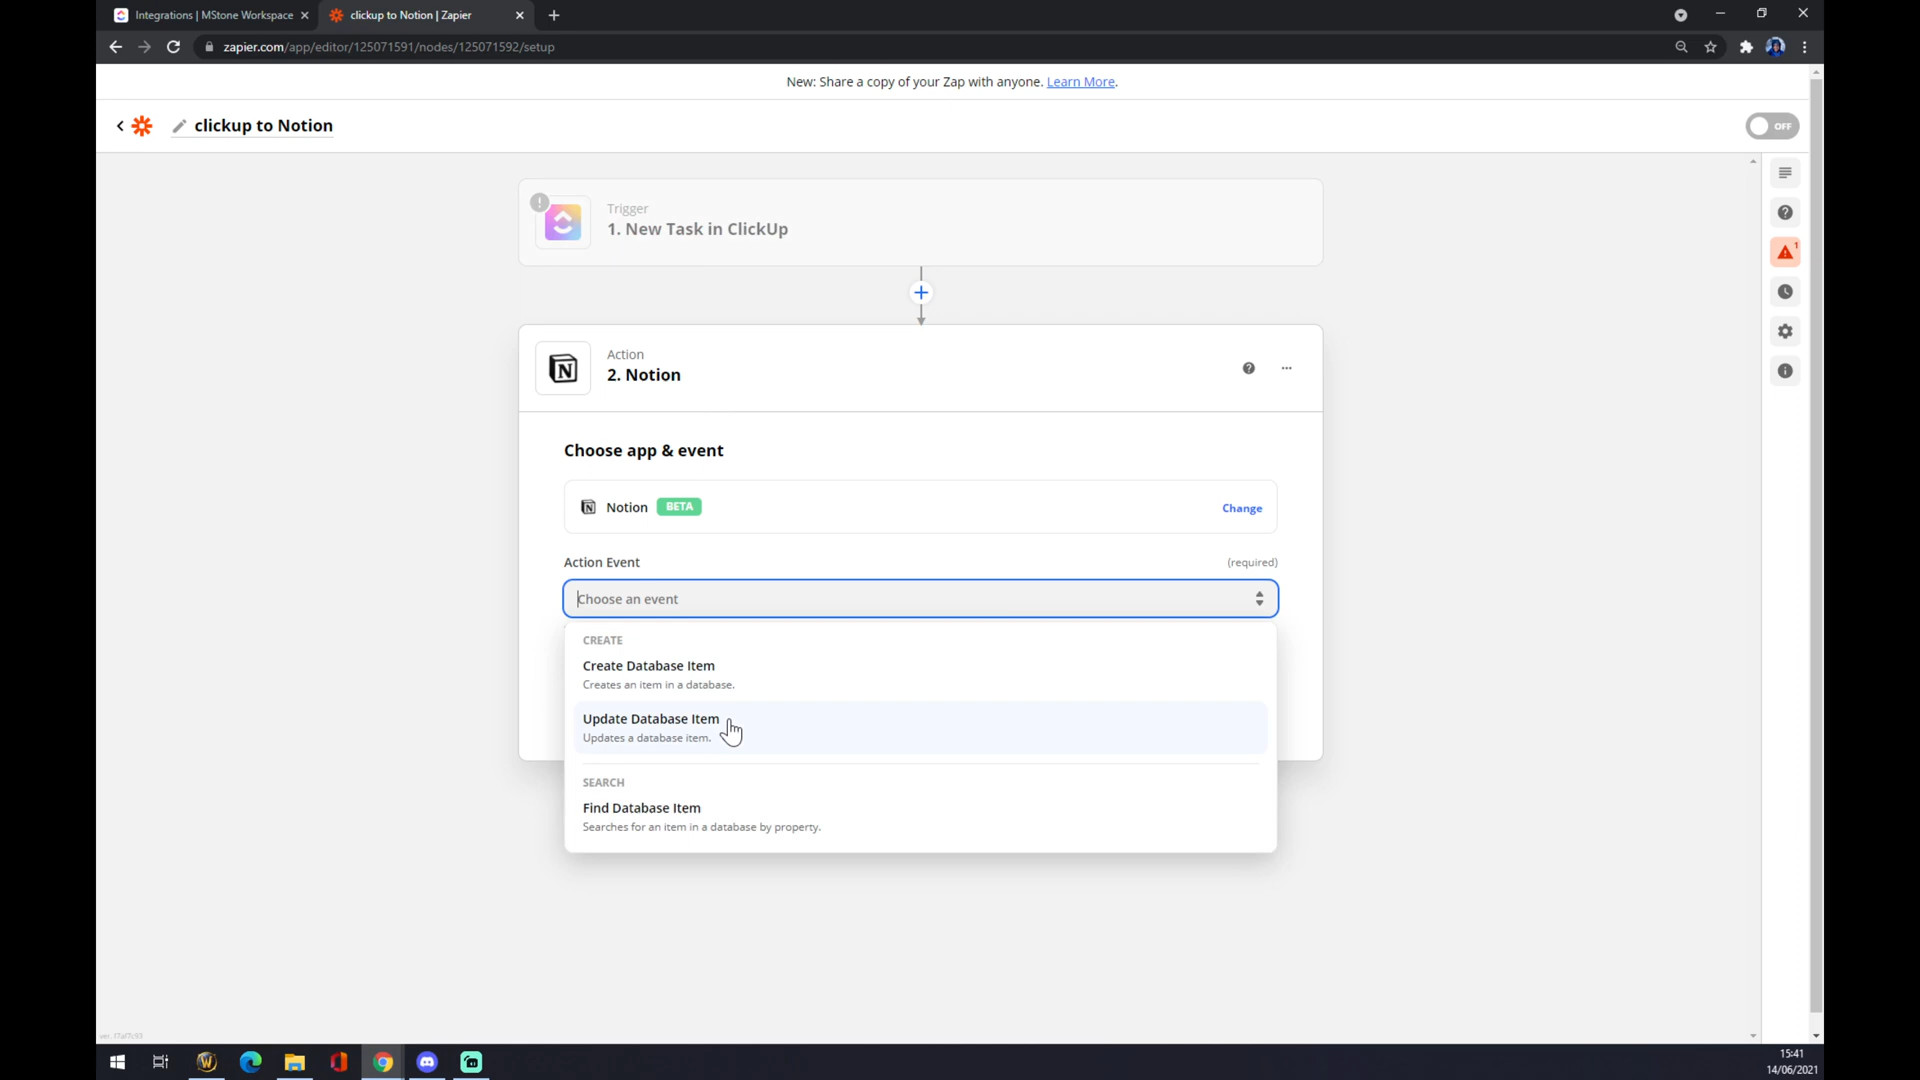 Integrations | MStone Workspace
clickup to Notion | Zapier
zapier.com/app/editor/125071591/nodes/125071592/setup
New: Share a copy of your Zap with anyone. Learn More.
clickup to Notion
OFF
Trigger
1. New Task in ClickUp
1
Action
2. Notion
Choose app & event
Notion BETA
Change
Action Event
(required)
Choose an event
CREATE
Create Database Item
Creates an item in a database.
Update Database Item
Updates a database item.
SEARCH
Find Database Item
Searches for an item in a database by property.
15:41
14/06/2021